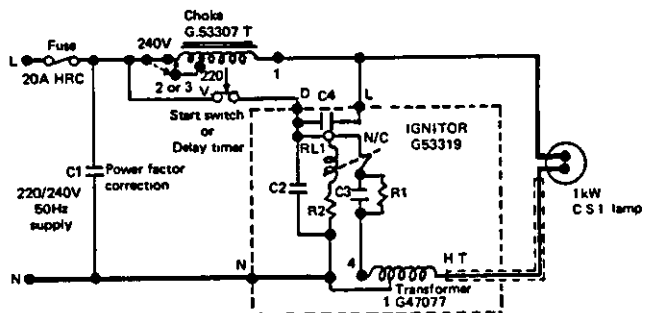 Choke
G.53307 T
Fuse
240V
L
20A HRC
220
2 or 3
V
1
D
C4
L
Start switch
or
Delay timer
IGNITOR
G53319
N/C
RL1
C1
Power factor
correction
C2
C3
R1
R2
220/240V
50Hz
supply
1kW
C S I lamp
N
N
4
H T
Transformer
1 G47077